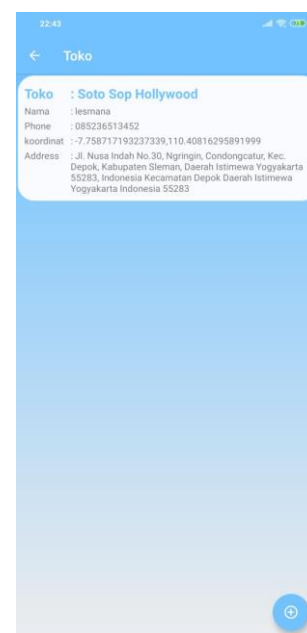 22:43
Toko
Toko : Soto Sop Hollywood
Nama : lesmana
Phone : 085236513452
koordinat : -7.758717193237339,110.40816295891999
Address : Jl. Nusa Indah No.30, Ngringin, Condongcatur, Kec.
Depok, Kabupaten Sleman, Daerah Istimewa Yogyakarta
55283, Indonesia Kecamatan Depok Daerah Istimewa
Yogyakarta Indonesia 55283